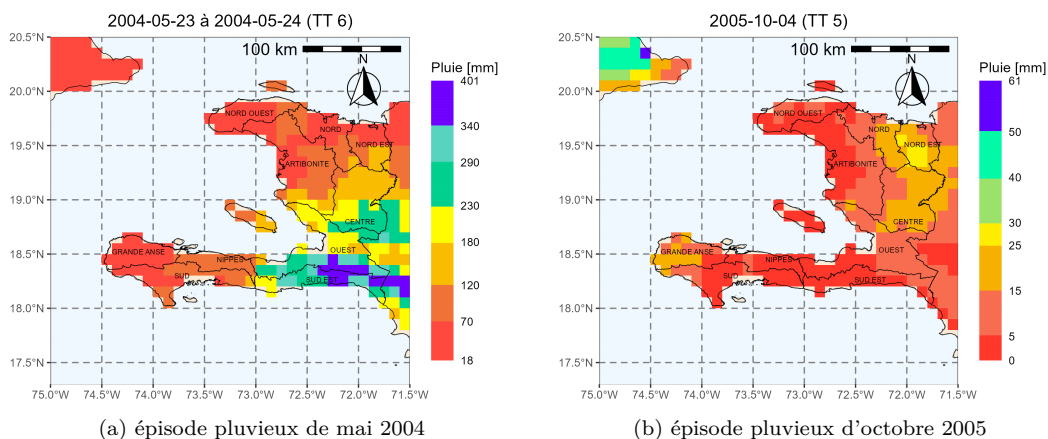 2004-05-23 à 2004-05-24 (TT 6)
20.5°N
20.0°N
19.5°N
19.0°N
18.5°N
18.0°N
17.5°N
75.0°W 74.5°W 74.0°W 73.5°W 73.0°W 72.5°W 72.0°W 71.5°W
100 km
N
NORD OUEST
NORD
NORD EST
ARTIBONITE
CENTRE
OUEST
GRANDE ANSE
NIPPES
SUD
SUD EST
Pluie [mm]
401
340
290
230
180
120
70
18
(a) épisode pluvieux de mai 2004
2005-10-04 (TT 5)
20.5°N
20.0°N
19.5°N
19.0°N
18.5°N
18.0°N
17.5°N
75.0°W 74.5°W 74.0°W 73.5°W 73.0°W 72.5°W 72.0°W 71.5°W
100 km
N
NORD OUEST
NORD
NORD EST
ARTIBONITE
CENTRE
OUEST
GRANDE ANSE
NIPPES
SUD
SUD EST
Pluie [mm]
61
50
40
30
25
15
5
0
(b) épisode pluvieux d'octobre 2005